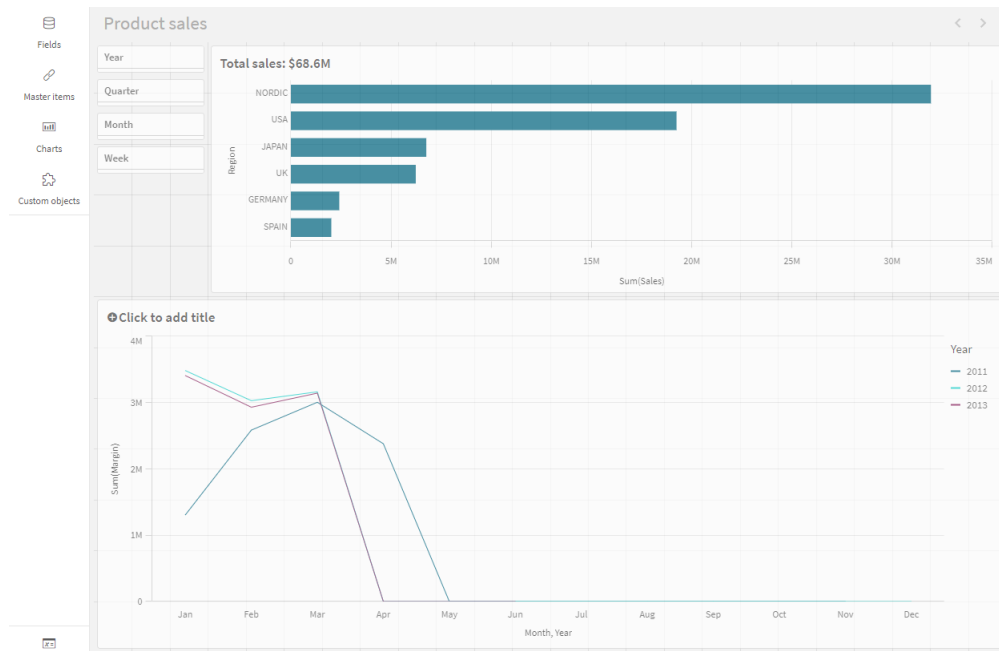 Product sales
Fields
Master items
Charts
Custom objects
Year
Quarter
Month
Week
Total sales: $68.6M
Region
NORDIC
USA
JAPAN
UK
GERMANY
SPAIN
0 5M 10M 15M 20M 25M 30M 35M
Sum(Sales)
Click to add title
Sum(Margin)
4M
3M
2M
1M
0
Jan Feb Mar Apr May Jun Jul Aug Sep Oct Nov Dec
Month, Year
Year
2011
2012
2013